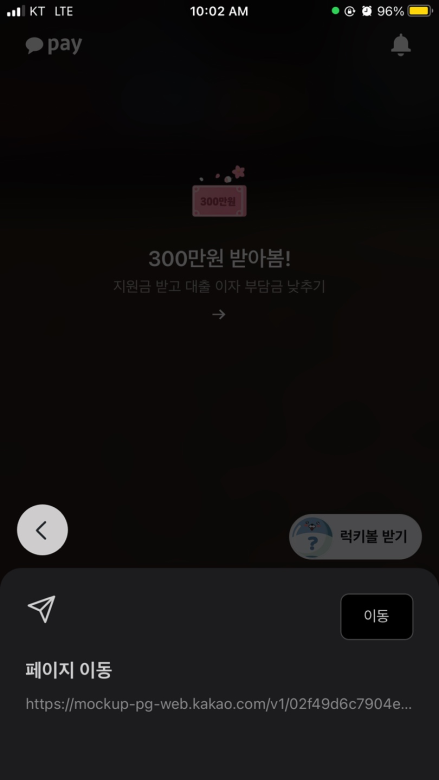 KT LTE 10:02 AM 96%
pay
300만원
300만원 받아봄!
지원금 받고 대출 이자 부담금 낮추기
→
? 럭키볼 받기
이동
페이지 이동
https://mockup-pg-web.kakao.com/v1/02f49d6c7904e...